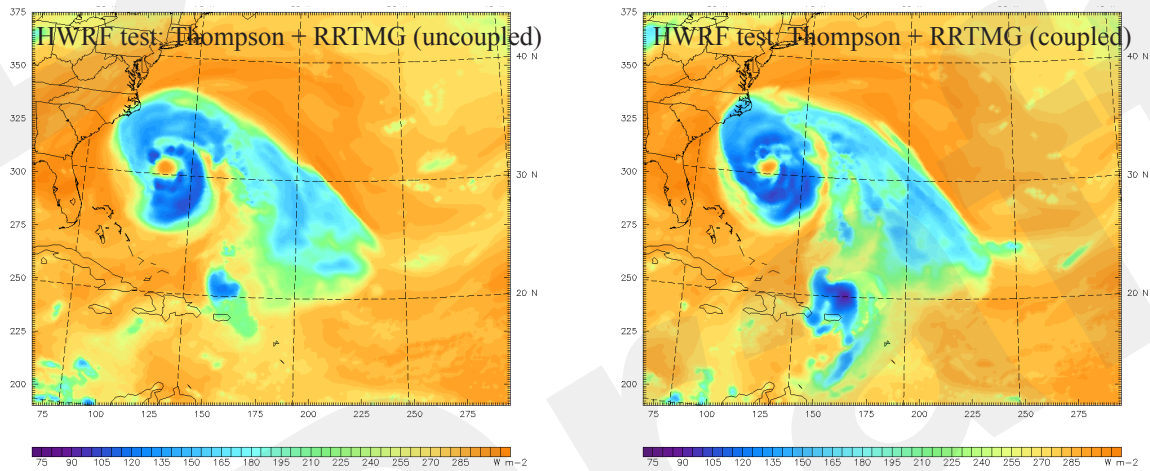 HWRF test: Thompson + RRTMG (uncoupled)
375
350
325
300
275
250
225
200
40 N
30 N
20 N
75 100 125 150 175 200 225 250 275
75 90 105 120 135 150 165 180 195 210 225 240 255 270 285 W m-2
HWRF test: Thompson + RRTMG (coupled)
375
350
325
300
275
250
225
200
40 N
30 N
20 N
75 100 125 150 175 200 225 250 275
75 90 105 120 135 150 165 180 195 210 225 240 255 270 285 W m-2